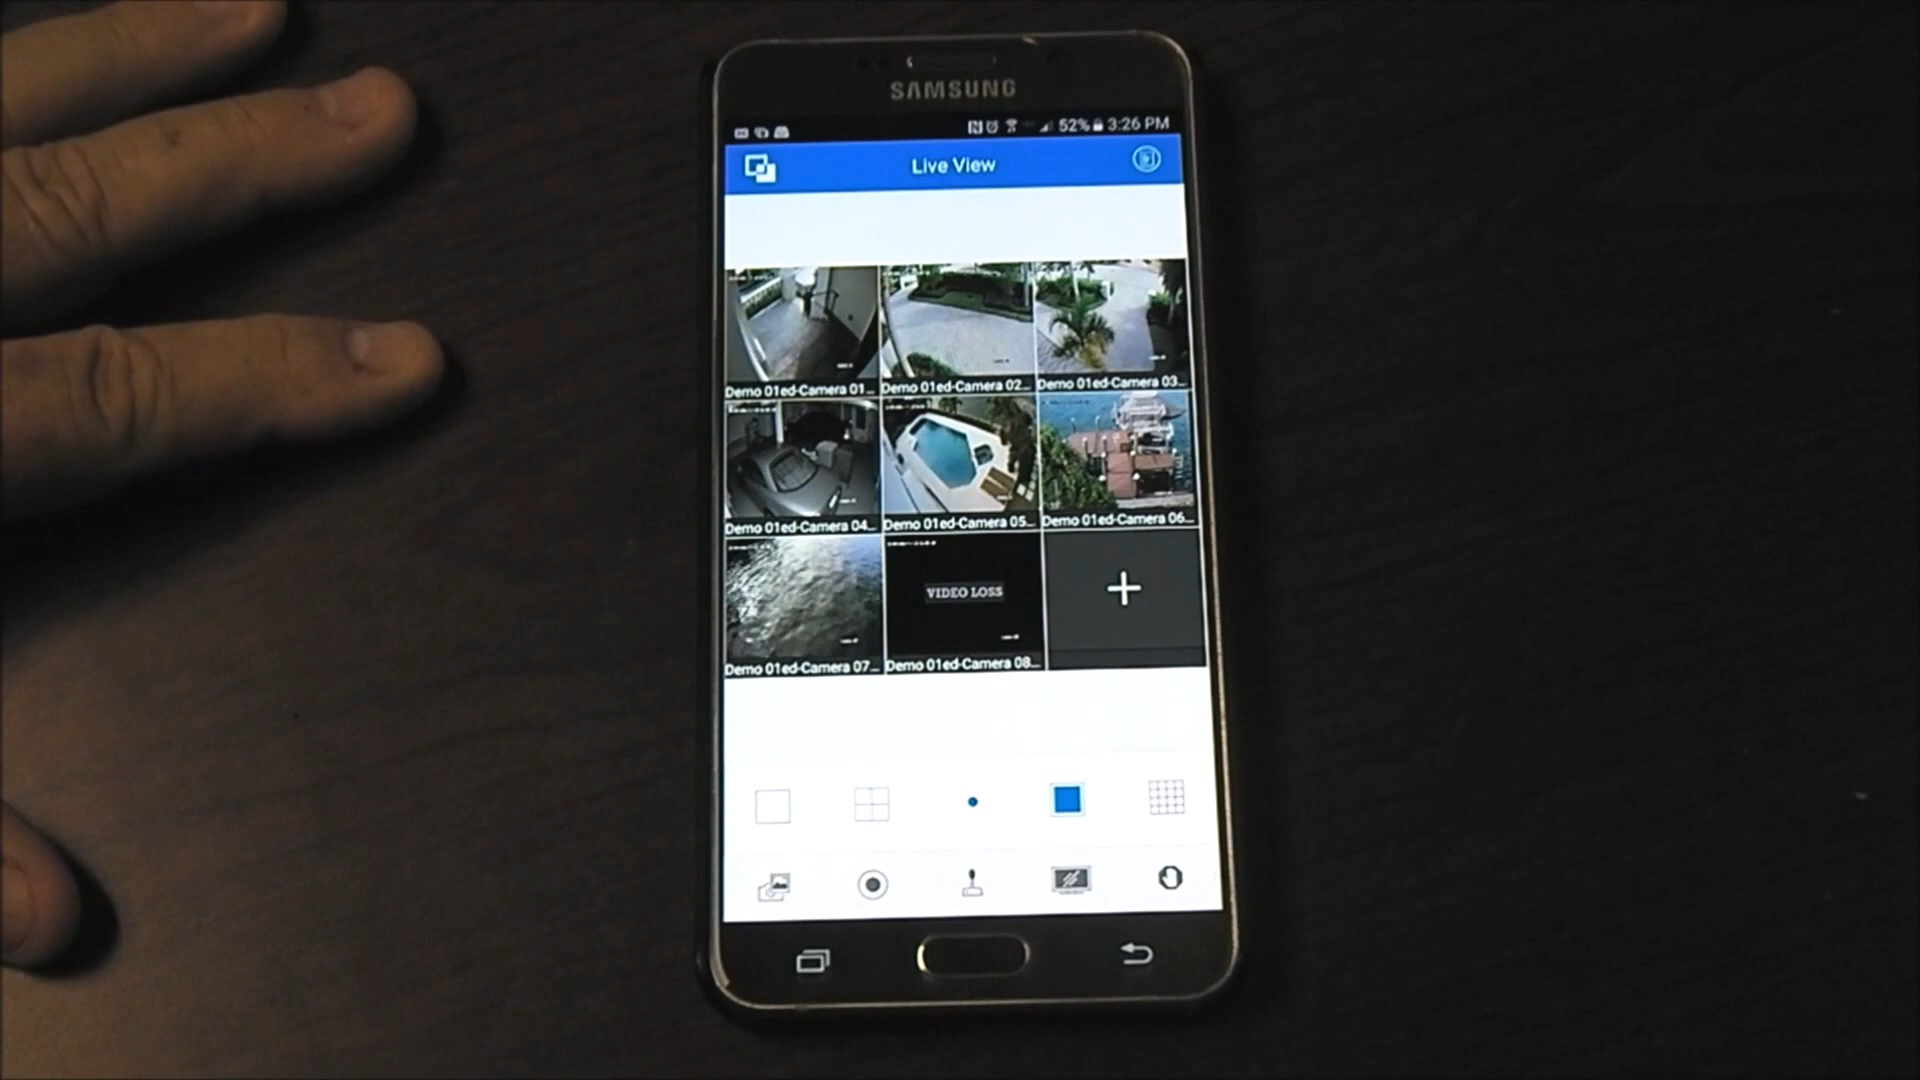 SAMSUNG
52% 3:26 PM
Live View
Demo 01ed-Camera 01...
Demo 01ed-Camera 02...
Demo 01ed-Camera 03...
Demo 01ed-Camera 04...
Demo 01ed-Camera 05...
Demo 01ed-Camera 06...
VIDEO LOSS
Demo 01ed-Camera 07...
Demo 01ed-Camera 08...